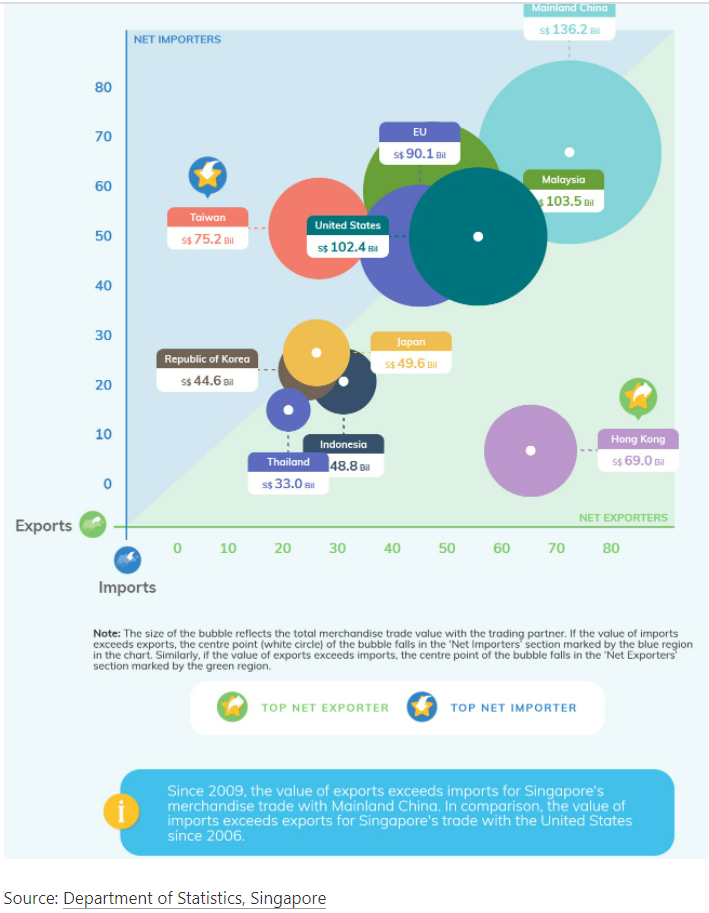 Mainland China
S$ 136.2 Bil
NET IMPORTERS
80
70
60
50
40
30
20
10
0
EU
S$ 90.1 Bil
Malaysia
$ 103.5 Bil
Taiwan
S$ 75.2 Bil
United States
S$ 102.4 Bil
Japan
S$ 49.6 Bil
Republic of Korea
S$ 44.6 Bil
Indonesia
48.8 Bil
Thailand
S$ 33.0 Bil
Hong Kong
S$ 69.0 Bil
NET EXPORTERS
Exports
0 10 20 30 40 50 60 70 80
Imports
Note: The size of the bubble reflects the total merchandise trade value with the trading partner. If the value of imports
exceeds exports, the centre point (white circle) of the bubble falls in the 'Net Importers' section marked by the blue region
in the chart. Similarly, if the value of exports exceeds imports, the centre point of the bubble falls in the 'Net Exporters'
section marked by the green region.
TOP NET EXPORTER
TOP NET IMPORTER
i
Since 2009, the value of exports exceeds imports for Singapore's
merchandise trade with Mainland China. In comparison, the value of
imports exceeds exports for Singapore's trade with the United States
since 2006.
Source: Department of Statistics, Singapore